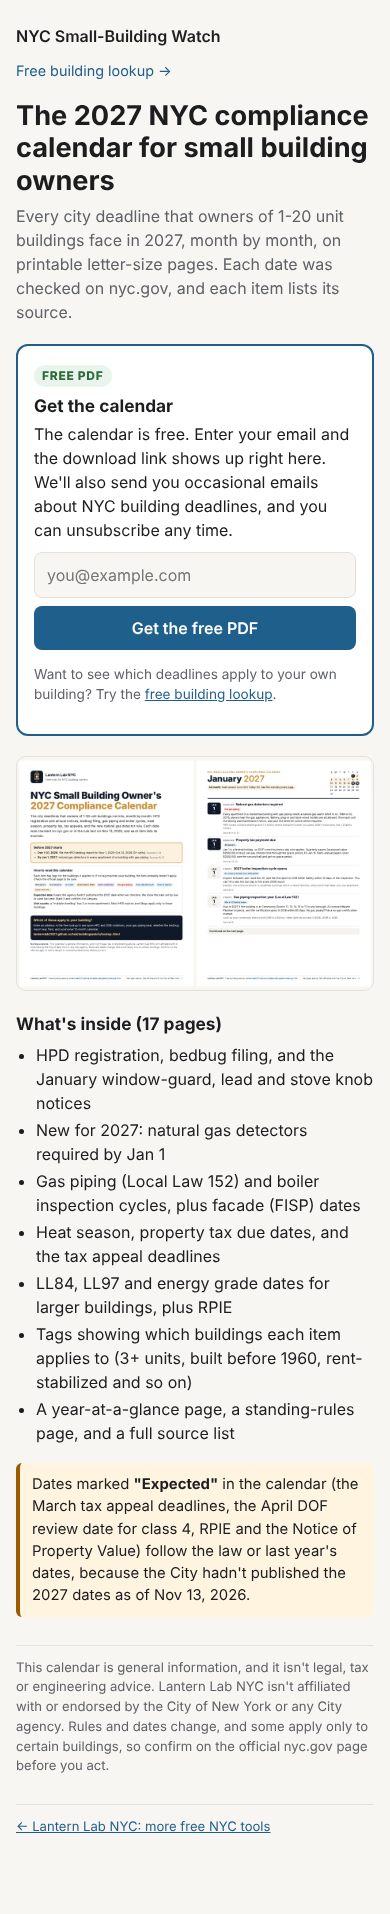 NYC Small-Building Watch
Free building lookup →
The 2027 NYC compliance
calendar for small building
owners
Every city deadline that owners of 1-20 unit
buildings face in 2027, month by month, on
printable letter-size pages. Each date was
checked on nyc.gov, and each item lists its
source.
FREE PDF
Get the calendar
The calendar is free. Enter your email and
the download link shows up right here.
We'll also send you occasional emails
about NYC building deadlines, and you
can unsubscribe any time.
you@example.com
Get the free PDF
Want to see which deadlines apply to your own
building? Try the free building lookup.
Lantern Lab NYC
NYC Small Building Owner's
2027 Compliance Calendar
January 2027
Natural gas detectors required
Property tax payment due
What's inside (17 pages)
• HPD registration, bedbug filing, and the
January window-guard, lead and stove knob
notices
• New for 2027: natural gas detectors
required by Jan 1
• Gas piping (Local Law 152) and boiler
inspection cycles, plus facade (FISP) dates
• Heat season, property tax due dates, and
the tax appeal deadlines
• LL84, LL97 and energy grade dates for
larger buildings, plus RPIE
• Tags showing which buildings each item
applies to (3+ units, built before 1960, rent-
stabilized and so on)
• A year-at-a-glance page, a standing-rules
page, and a full source list
Dates marked "Expected" in the calendar (the
March tax appeal deadlines, the April DOF
review date for class 4, RPIE and the Notice of
Property Value) follow the law or last year's
dates, because the City hadn't published the
2027 dates as of Nov 13, 2026.
This calendar is general information, and it isn't legal, tax
or engineering advice. Lantern Lab NYC isn't affiliated
with or endorsed by the City of New York or any City
agency. Rules and dates change, and some apply only to
certain buildings, so confirm on the official nyc.gov page
before you act.
← Lantern Lab NYC: more free NYC tools